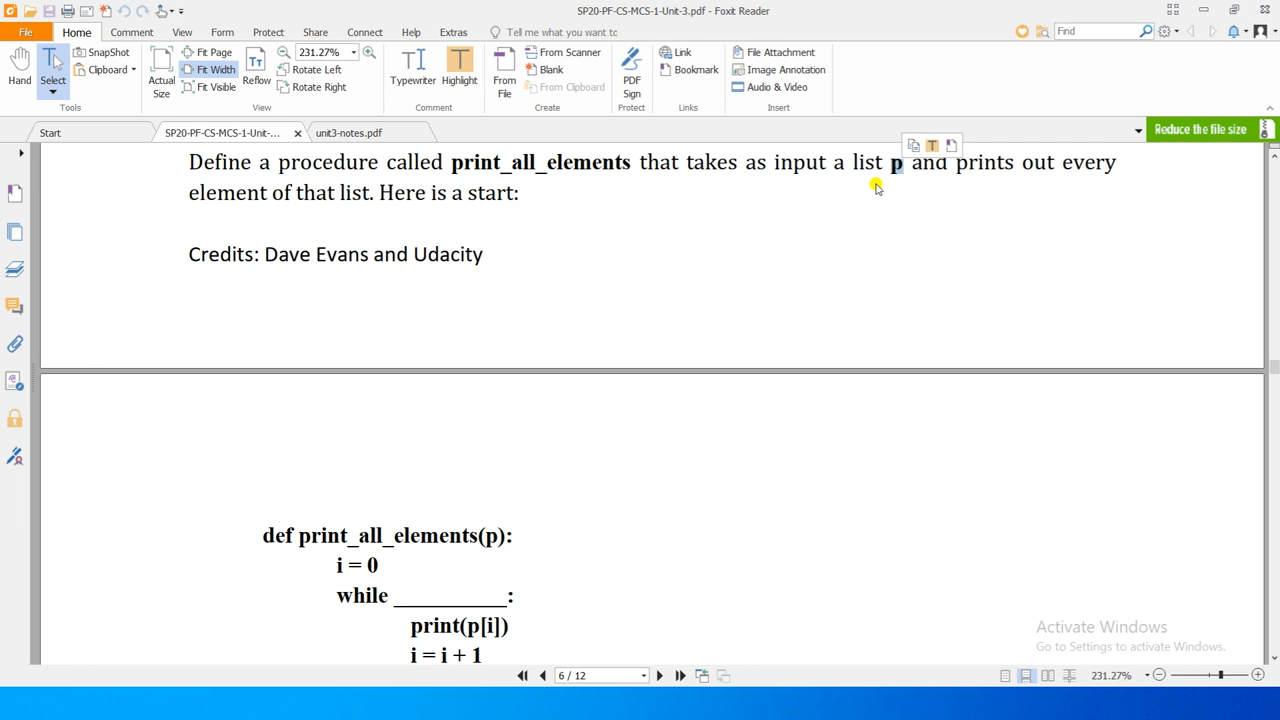 SP20-PF-CS-MCS-1-Unit-3.pdf - Foxit Reader
File Home Comment View Form Protect Share Connect Help Extras Tell me what you want to Find
Hand Select SnapShot Clipboard Actual Size Fit Page Fit Width Fit Visible Reflow 231.27% Rotate Left Rotate Right Typewriter Highlight From File From Scanner Blank From Clipboard PDF Sign Link Bookmark File Attachment Image Annotation Audio & Video
Tools View Comment Create Protect Links Insert
Start SP20-PF-CS-MCS-1-Unit-... unit3-notes.pdf Reduce the file size
Define a procedure called print_all_elements that takes as input a list p and prints out every
element of that list. Here is a start:
Credits: Dave Evans and Udacity
def print_all_elements(p):
i = 0
while __________:
print(p[i])
i = i + 1
Activate Windows
Go to Settings to activate Windows.
6 / 12 231.27%